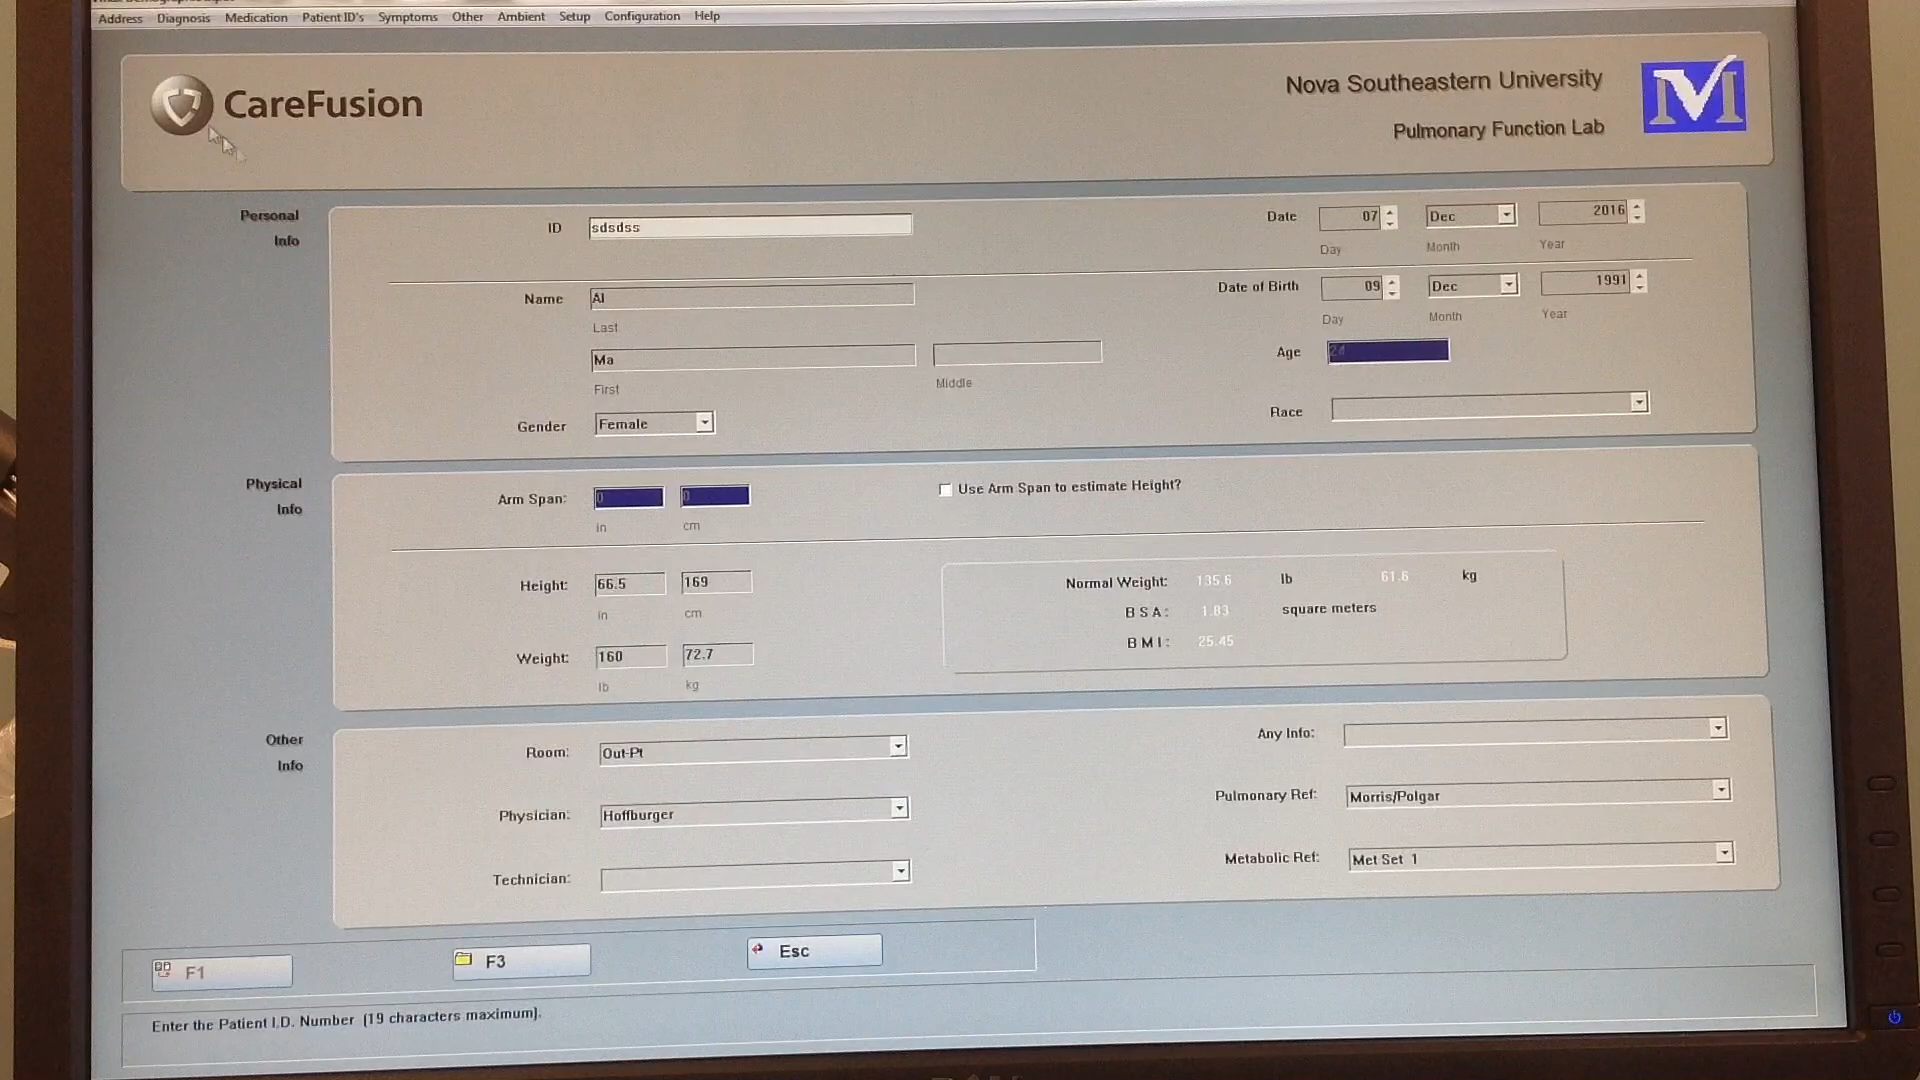 Address Diagnosis Medication Patient ID's Symptoms Other Ambient Setup Configuration Help
CareFusion
Nova Southeastern University
Pulmonary Function Lab
Personal
Info
ID sdsdss
Date 07 Dec 2016
Day Month Year
Name Al
Last
Date of Birth 09 Dec 1991
Day Month Year
Ma
First Middle
Age 24
Gender Female
Race
Physical
Info
Arm Span: 0 0
in cm
Use Arm Span to estimate Height?
Height: 66.5 169
in cm
Weight: 160 72.7
lb kg
Normal Weight: 135.6 lb 61.6 kg
BSA: 1.83 square meters
BMI: 25.45
Other
Info
Room: Out-Pt
Any Info:
Physician: Hoffburger
Pulmonary Ref: Morris/Polgar
Technician:
Metabolic Ref: Met Set 1
F1 F3 Esc
Enter the Patient I.D. Number (19 characters maximum).